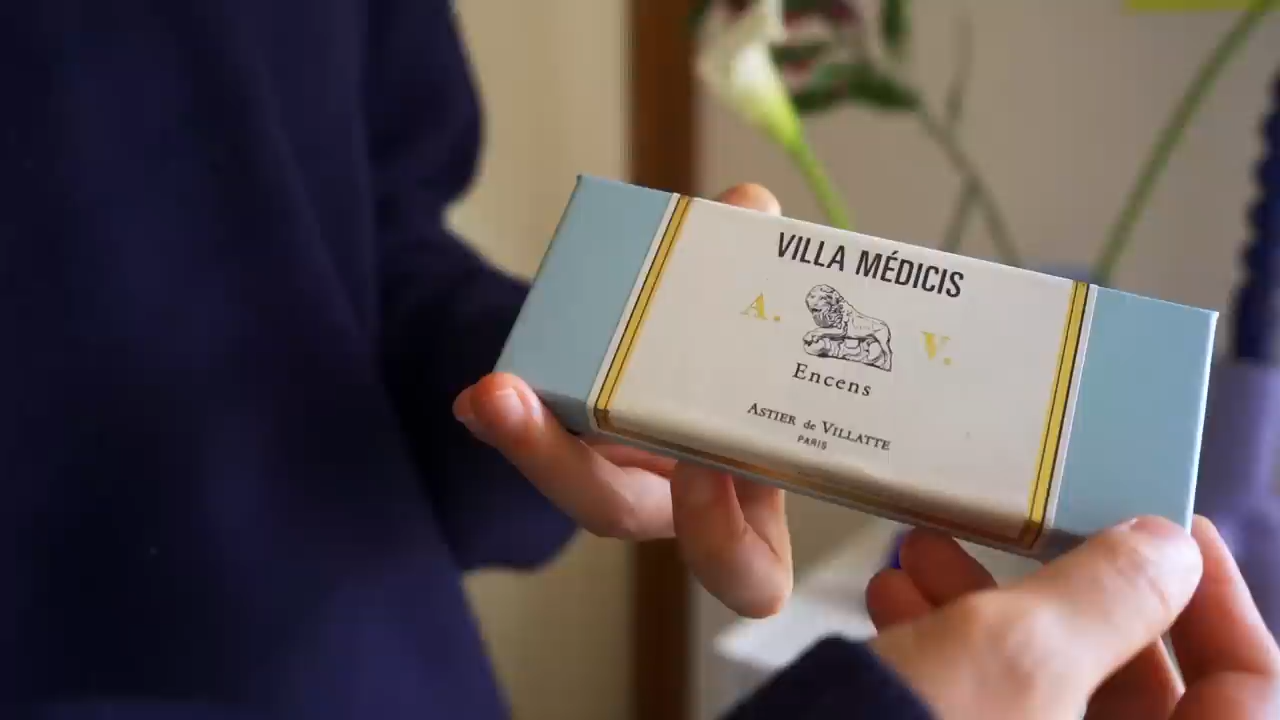 VILLA MÉDICIS
A. V.
Encens
ASTIER de VILLATTE
PARIS